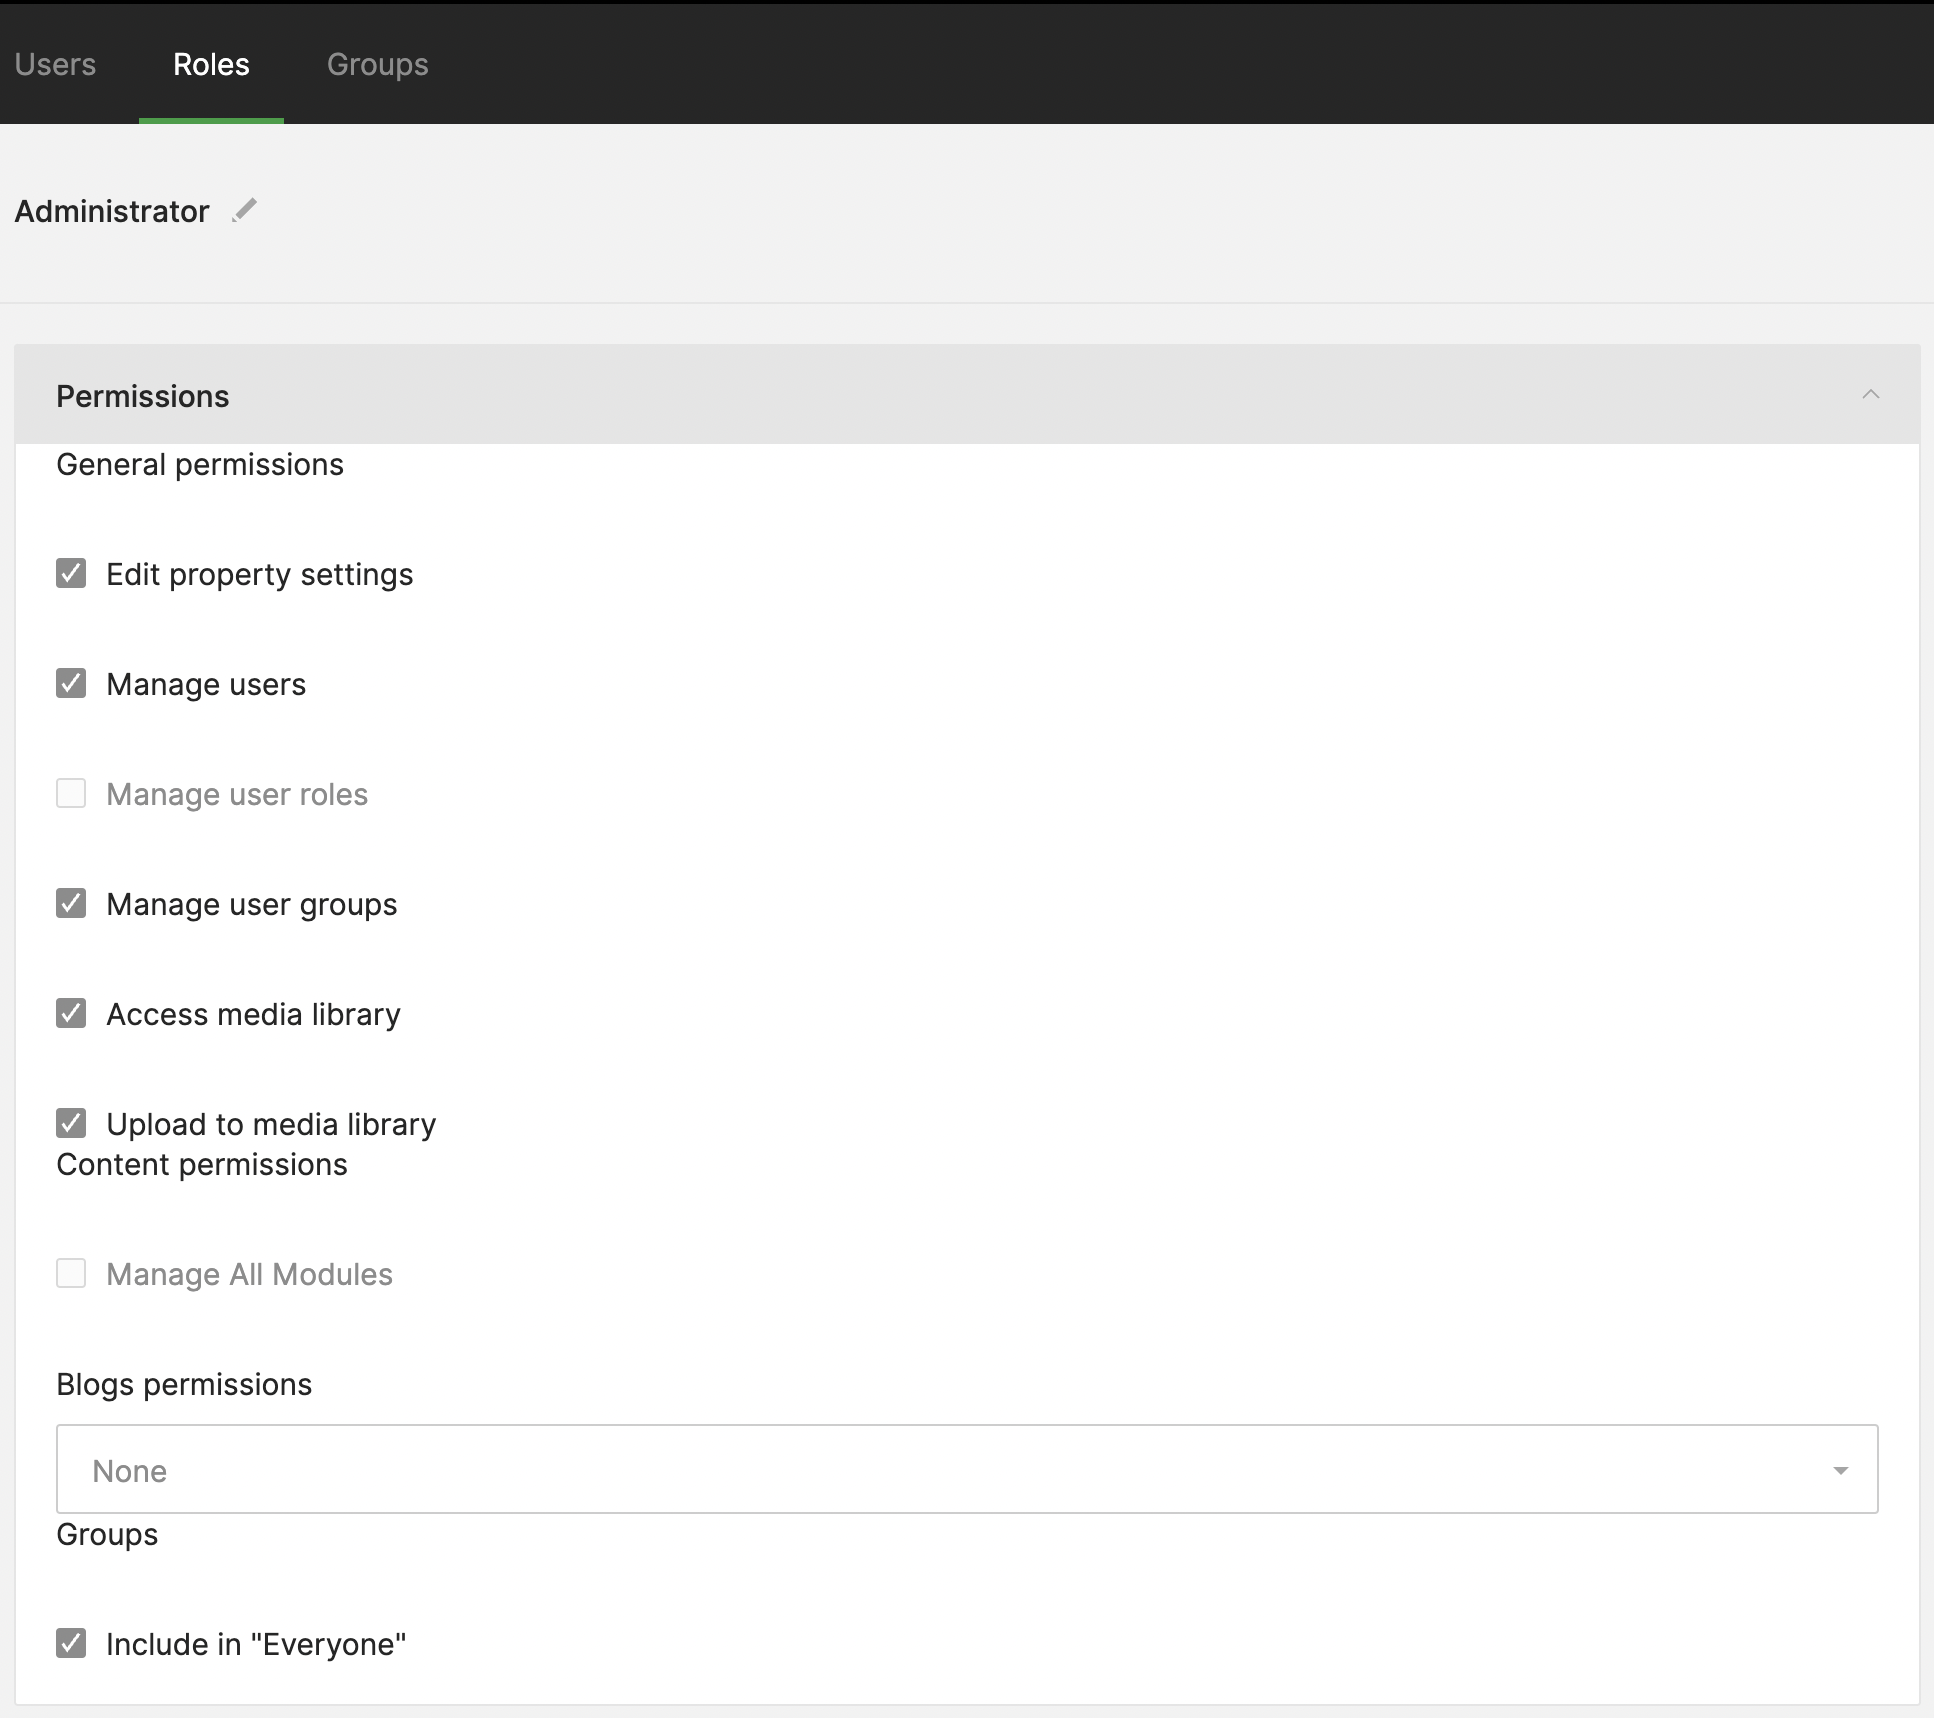 Users Roles Groups
Administrator
Permissions
General permissions
Edit property settings
Manage users
Manage user roles
Manage user groups
Access media library
Upload to media library
Content permissions
Manage All Modules
Blogs permissions
None
Groups
Include in "Everyone"